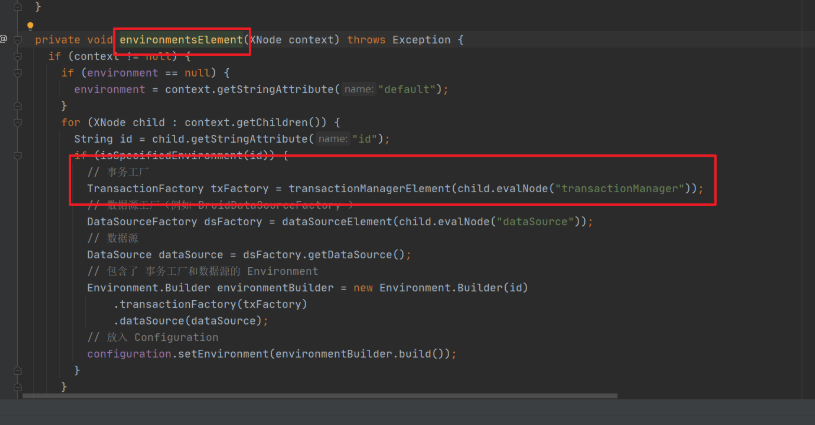 }
@ private void environmentsElement(XNode context) throws Exception {
if (context != null) {
if (environment == null) {
environment = context.getStringAttribute( name: "default");
}
for (XNode child : context.getChildren()) {
String id = child.getStringAttribute( name: "id");
if (isSpecifiedEnvironment(id)) {
// 事务工厂
TransactionFactory txFactory = transactionManagerElement(child.evalNode("transactionManager"));
// 数据源工厂（例如 DruidDataSourceFactory ）
DataSourceFactory dsFactory = dataSourceElement(child.evalNode("dataSource"));
// 数据源
DataSource dataSource = dsFactory.getDataSource();
// 包含了 事务工厂和数据源的 Environment
Environment.Builder environmentBuilder = new Environment.Builder(id)
.transactionFactory(txFactory)
.dataSource(dataSource);
// 放入 Configuration
configuration.setEnvironment(environmentBuilder.build());
}
}